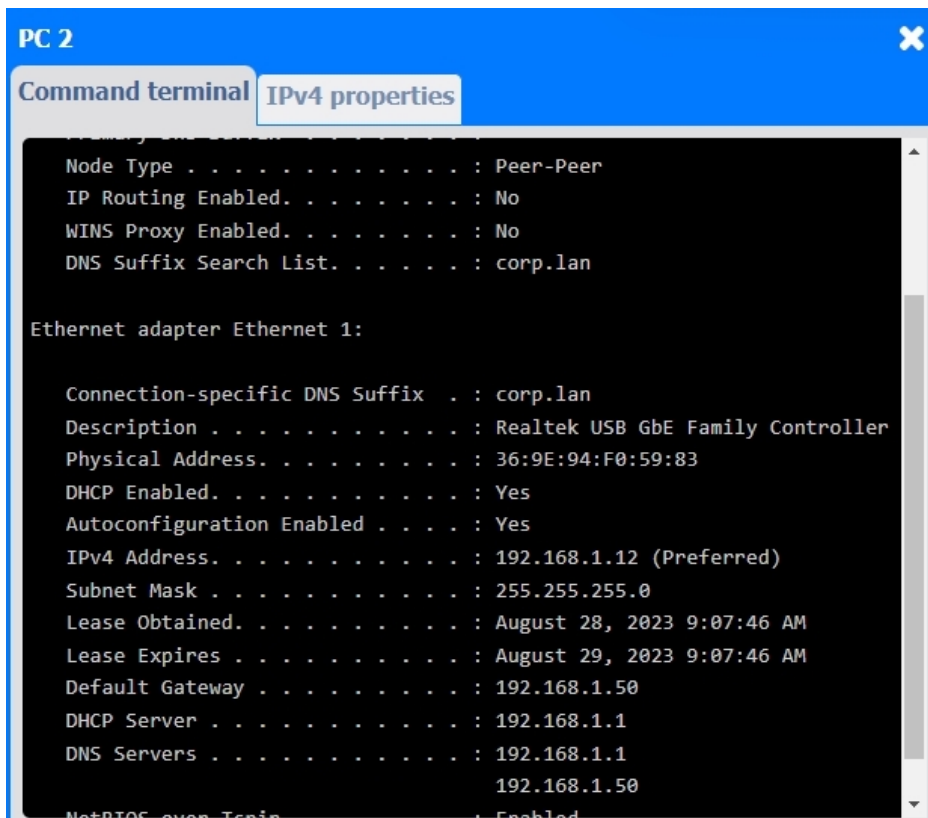 PC 2
Command terminal
IPv4 properties
Node Type . . . . . . . . . . . . . : Peer-Peer
IP Routing Enabled. . . . . . . . : No
WINS Proxy Enabled. . . . . . . . : No
DNS Suffix Search List. . . . . . : corp.lan
Ethernet adapter Ethernet 1:
Connection-specific DNS Suffix . : corp.lan
Description . . . . . . . . . . . . : Realtek USB GbE Family Controller
Physical Address. . . . . . . . . : 36:9E:94:F0:59:83
DHCP Enabled. . . . . . . . . . . : Yes
Autoconfiguration Enabled . . . . : Yes
IPv4 Address. . . . . . . . . . . : 192.168.1.12 (Preferred)
Subnet Mask . . . . . . . . . . . . : 255.255.255.0
Lease Obtained. . . . . . . . . . : August 28, 2023 9:07:46 AM
Lease Expires . . . . . . . . . . : August 29, 2023 9:07:46 AM
Default Gateway . . . . . . . . . : 192.168.1.50
DHCP Server . . . . . . . . . . . . : 192.168.1.1
DNS Servers . . . . . . . . . . . . : 192.168.1.1
192.168.1.50
NetBIOS over Tcpip. . . . . . . . : Enabled